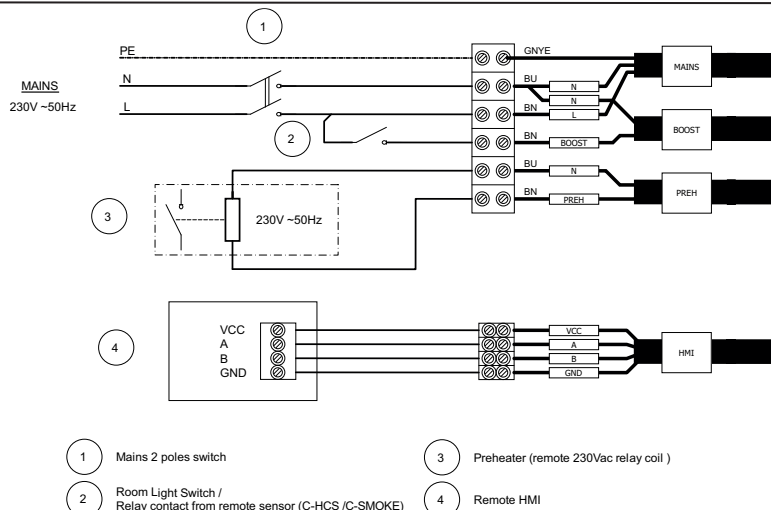 1
PE
GNYE
MAINS
N
BU
N
MAINS
230V ~50Hz
N
L
BN
L
2
BN
BOOST
BOOST
BU
N
3
230V ~50Hz
BN
PREH
PREH
4
VCC
VCC
A
A
B
B
GND
GND
HMI
1 Mains 2 poles switch
3 Preheater (remote 230Vac relay coil )
2 Room Light Switch /
Relay contact from remote sensor (C-HCS /C-SMOKE)
4 Remote HMI